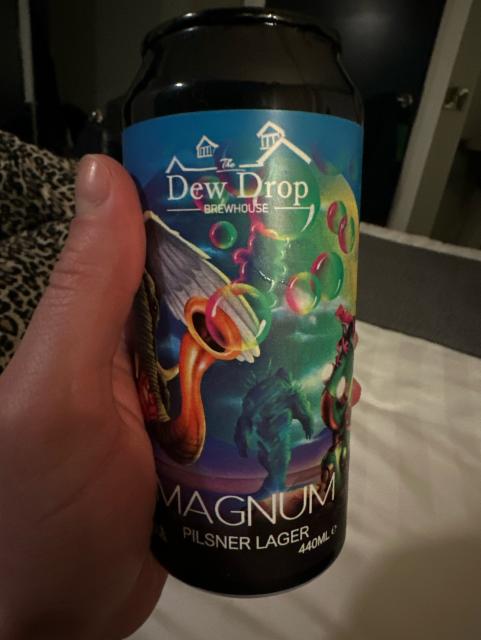 The
Dew Drop
BREWHOUSE
MAGNUM
PILSNER LAGER
440ML e